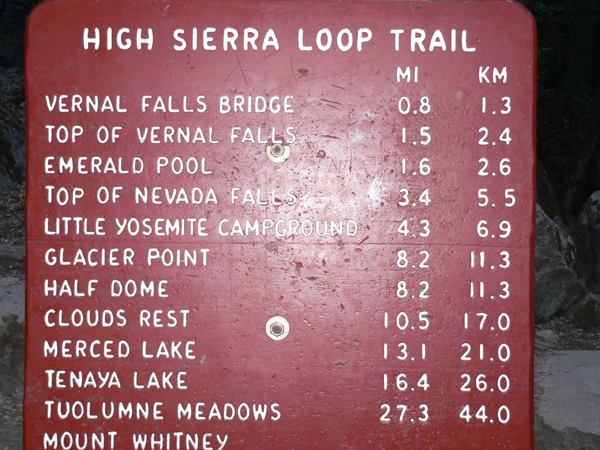 HIGH SIERRA LOOP TRAIL
MI KM
VERNAL FALLS BRIDGE 0.8 1.3
TOP OF VERNAL FALLS 1.5 2.4
EMERALD POOL 1.6 2.6
TOP OF NEVADA FALLS 3.4 5.5
LITTLE YOSEMITE CAMPGROUND 4.3 6.9
GLACIER POINT 8.2 11.3
HALF DOME 8.2 11.3
CLOUDS REST 10.5 17.0
MERCED LAKE 13.1 21.0
TENAYA LAKE 16.4 26.0
TUOLUMNE MEADOWS 27.3 44.0
MOUNT WHITNEY